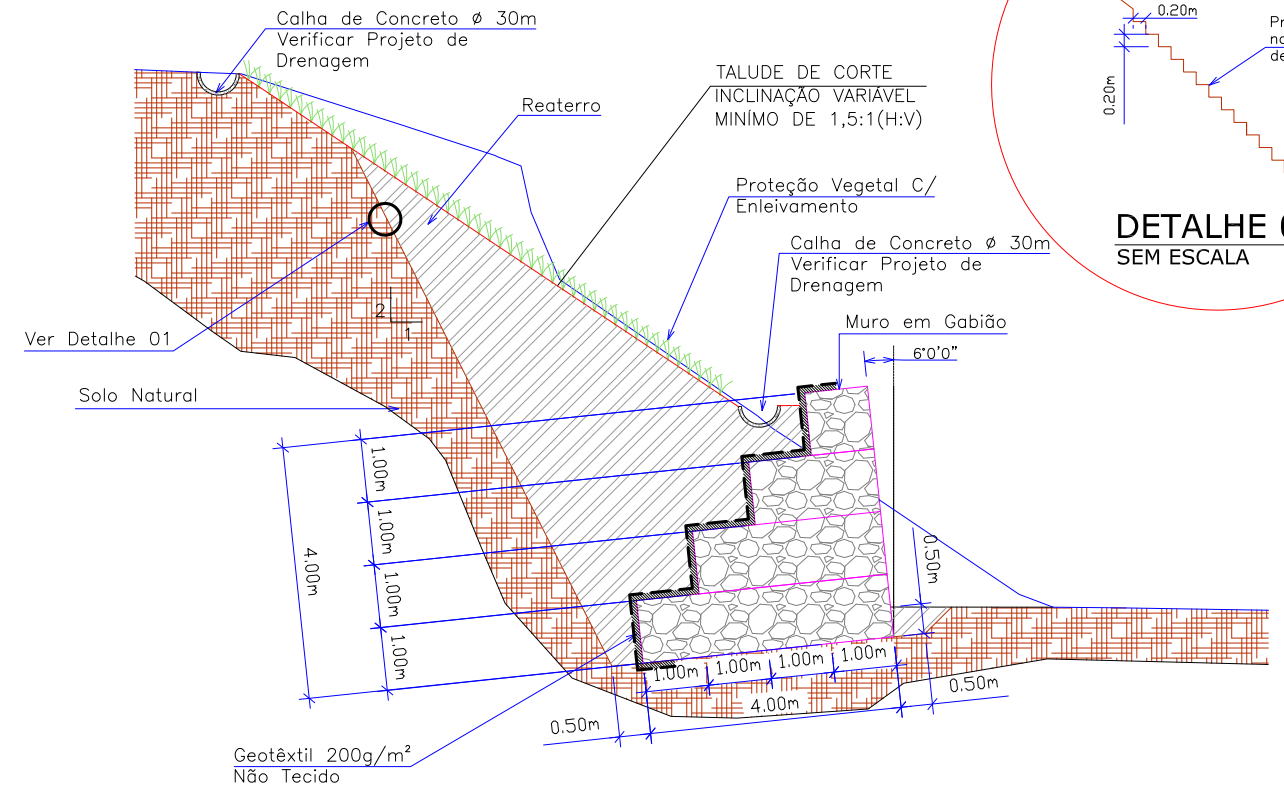 Calha de Concreto ø 30m
Verificar Projeto de
Drenagem
Reaterro
TALUDE DE CORTE
INCLINAÇÃO VARIÁVEL
MINÍMO DE 1,5:1(H:V)
Proteção Vegetal C/
Enleivamento
Calha de Concreto ø 30m
Verificar Projeto de
Drenagem
Muro em Gabião
6°0'0"
0.20m
0.20m
DETALHE
SEM ESCALA
2
1
Ver Detalhe 01
Solo Natural
1.00m
1.00m
1.00m
1.00m
4.00m
0.50m
1.00m
1.00m
1.00m
1.00m
4.00m
0.50m
0.50m
Geotêxtil 200g/m²
Não Tecido